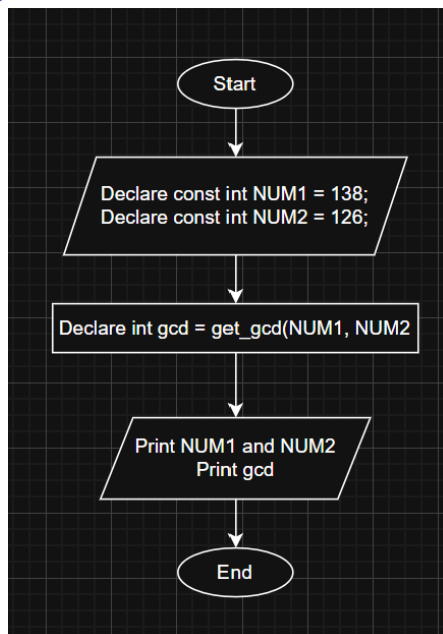 Start
Declare const int NUM1 = 138;
Declare const int NUM2 = 126;
Declare int gcd = get_gcd(NUM1, NUM2
Print NUM1 and NUM2
Print gcd
End